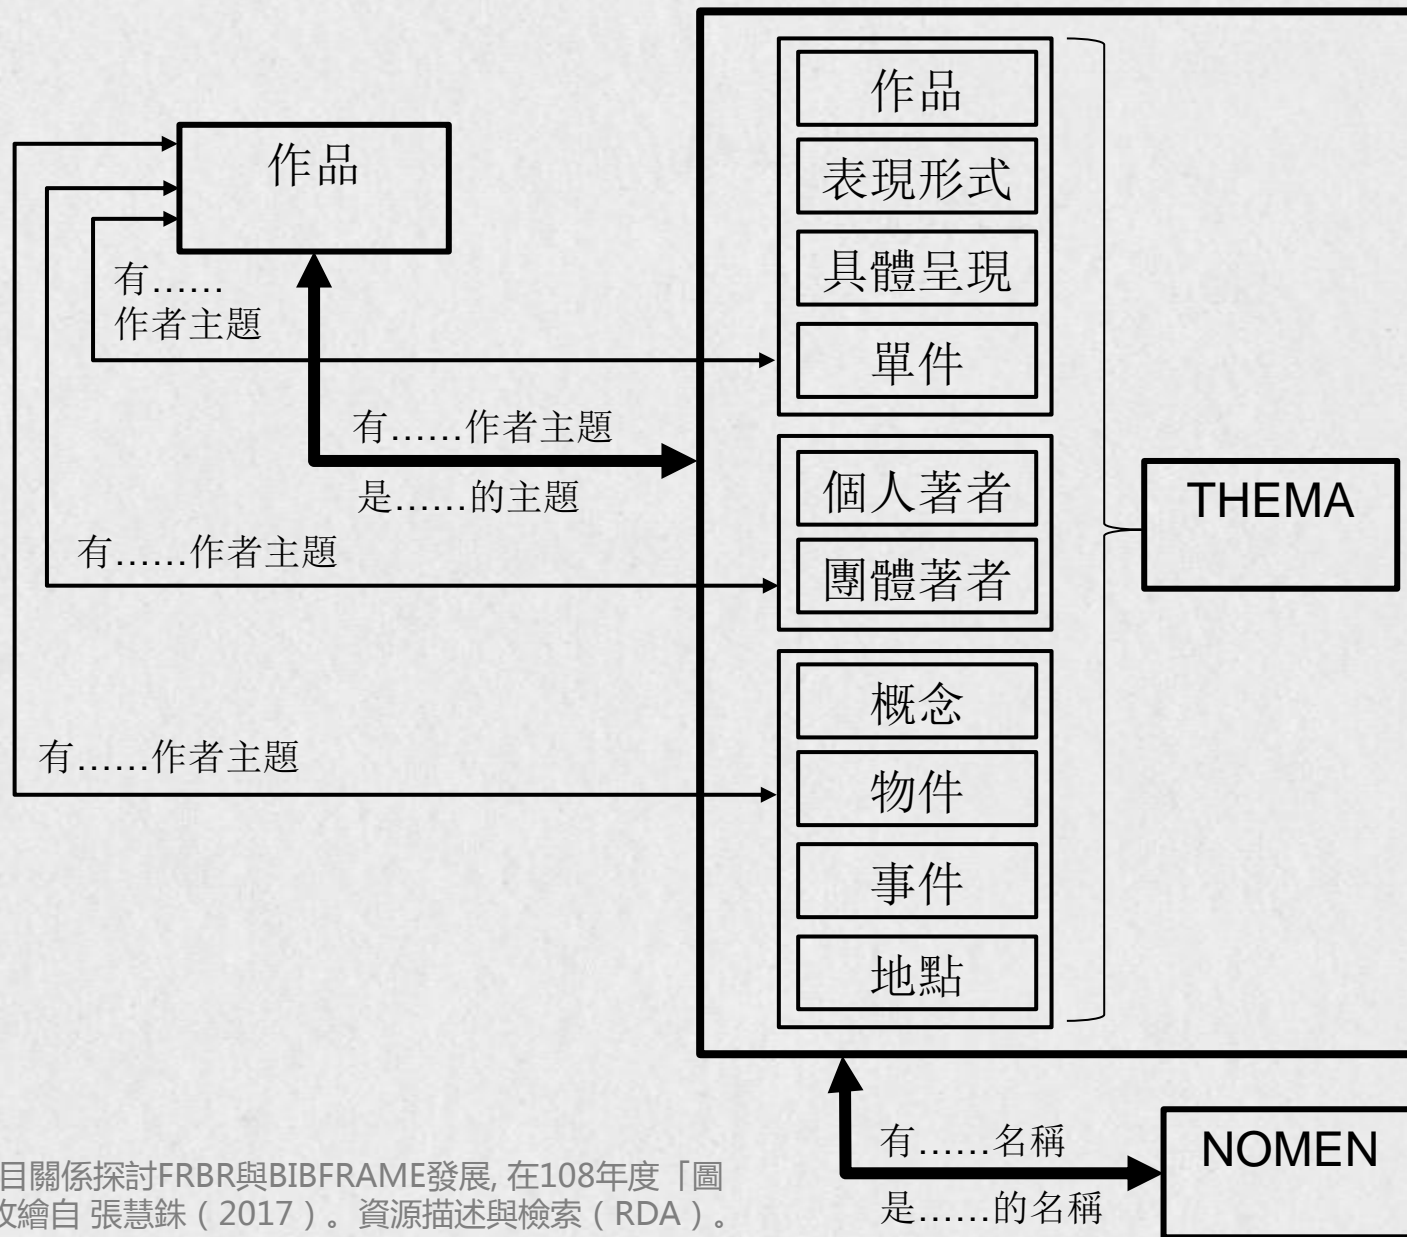 作品
表現形式
具體呈現
單件
作品
有……
作者主題
有……作者主題
是……的主題
個人著者
團體著者
THEMA
有……作者主題
概念
物件
事件
地點
有……作者主題
有……名稱
是……的名稱
NOMEN
目關係探討FRBR與BIBFRAME發展, 在108年度「圖
改繪自 張慧銖（2017）。資源描述與檢索（RDA）。